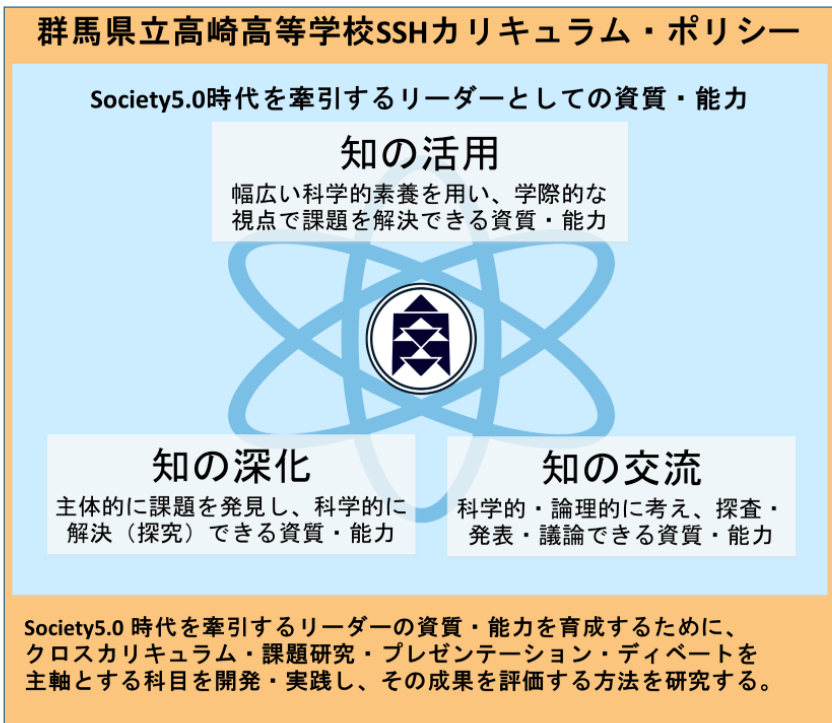 群馬県立高崎高等学校SSHカリキュラム・ポリシー
Society5.0時代を牽引するリーダーとしての資質・能力
知の活用
幅広い科学的素養を用い、学際的な
視点で課題を解決できる資質・能力
知の深化
主体的に課題を発見し、科学的に
解決（探究）できる資質・能力
知の交流
科学的・論理的に考え、探査・
発表・議論できる資質・能力
Society5.0 時代を牽引するリーダーの資質・能力を育成するために、
クロスカリキュラム・課題研究・プレゼンテーション・ディベートを
主軸とする科目を開発・実践し、その成果を評価する方法を研究する。